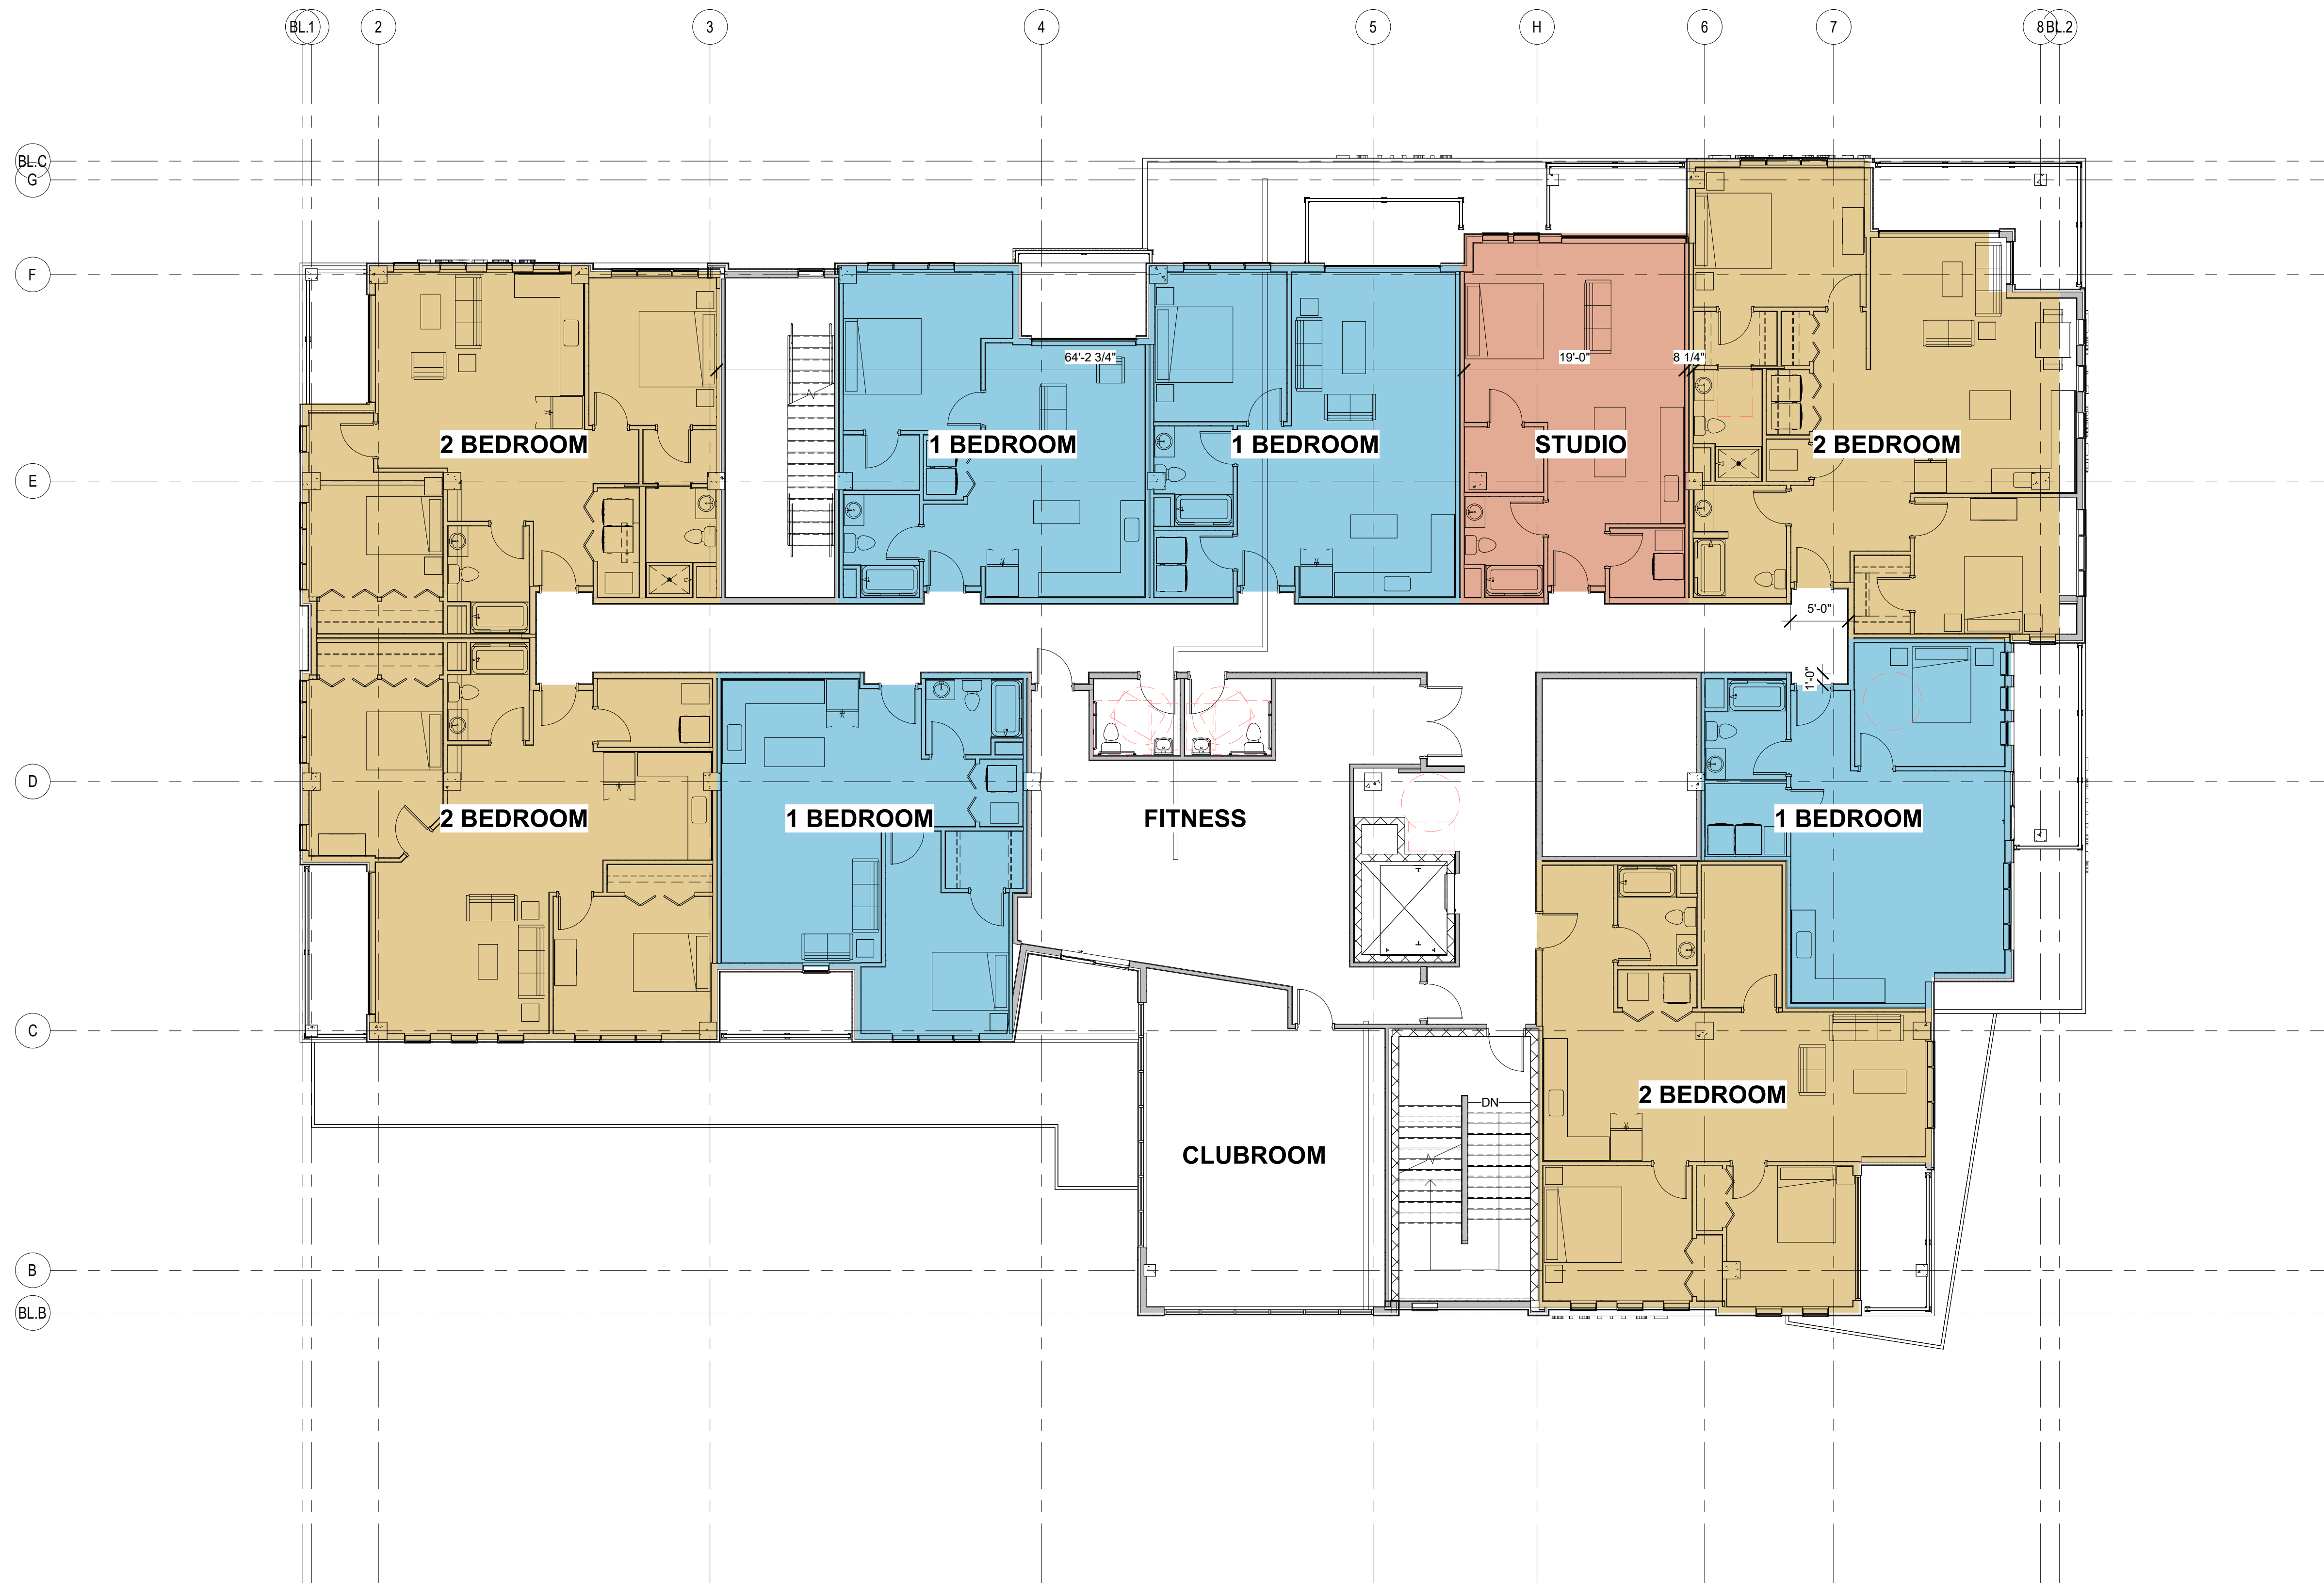 BL.1
2
3
4
5
H
6
7
8
BL.2
BL.C
G
F
64'-2 3/4"
19'-0"
8 1/4"
2 BEDROOM
1 BEDROOM
1 BEDROOM
STUDIO
2 BEDROOM
E
5'-0"
1'-0"
D
2 BEDROOM
1 BEDROOM
FITNESS
1 BEDROOM
C
2 BEDROOM
DN
CLUBROOM
B
BL.B